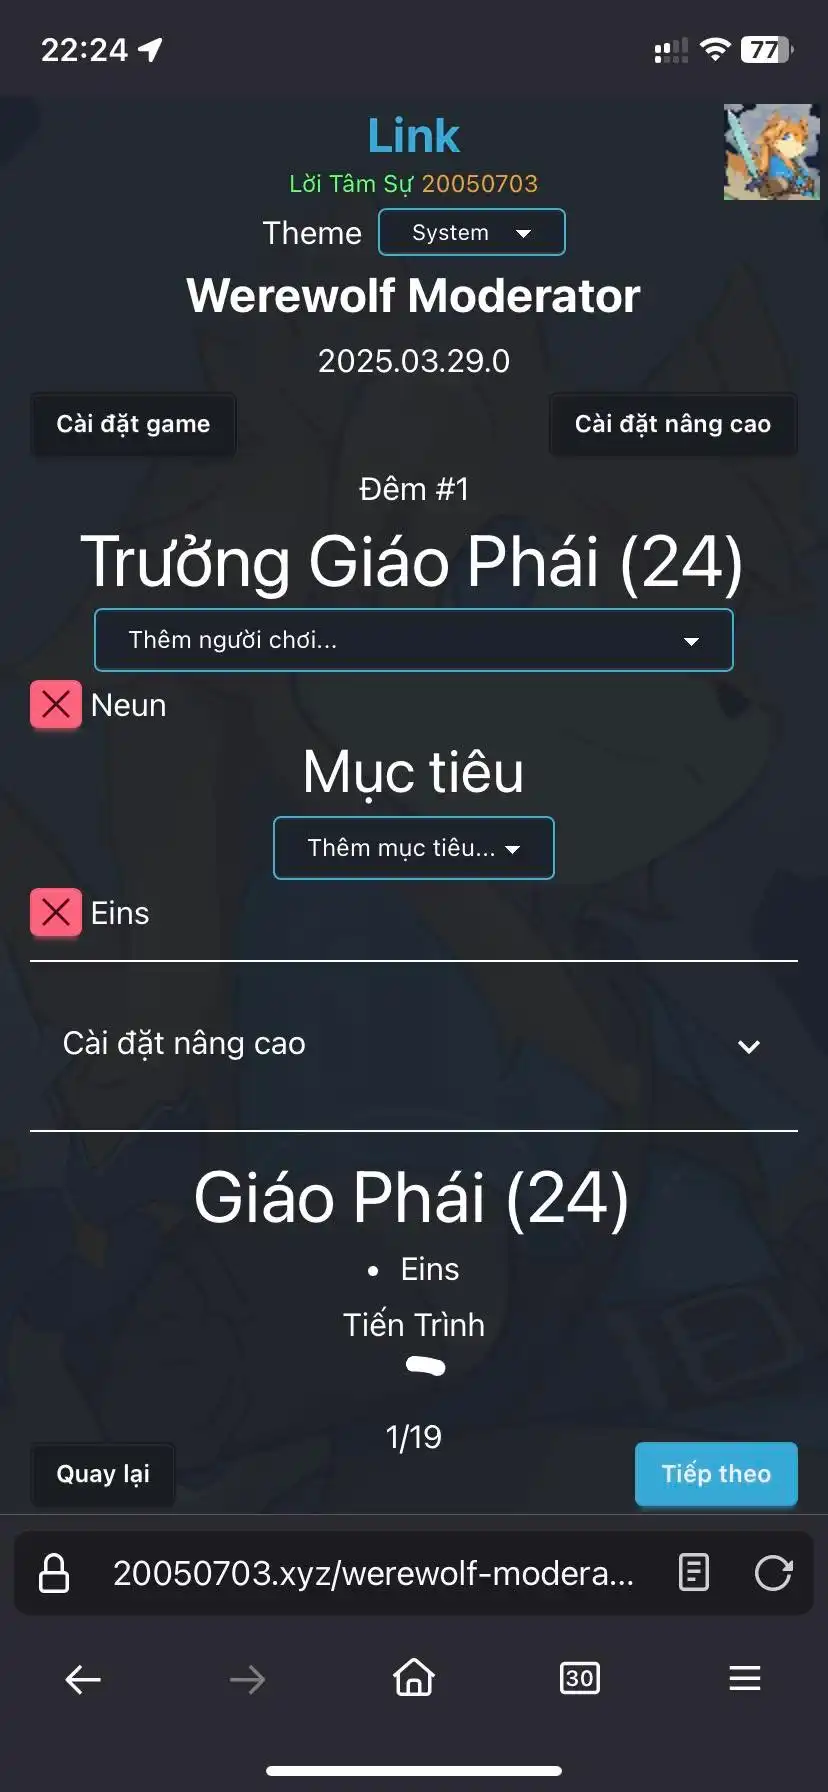 22:24
77
Link
Lời Tâm Sự 20050703
Theme System
Werewolf Moderator
2025.03.29.0
Cài đặt game
Cài đặt nâng cao
Đêm #1
Trưởng Giáo Phái (24)
Thêm người chơi...
Neun
Mục tiêu
Thêm mục tiêu...
Eins
Cài đặt nâng cao
Giáo Phái (24)
• Eins
Tiến Trình
1/19
Quay lại
Tiếp theo
20050703.xyz/werewolf-modera...
30